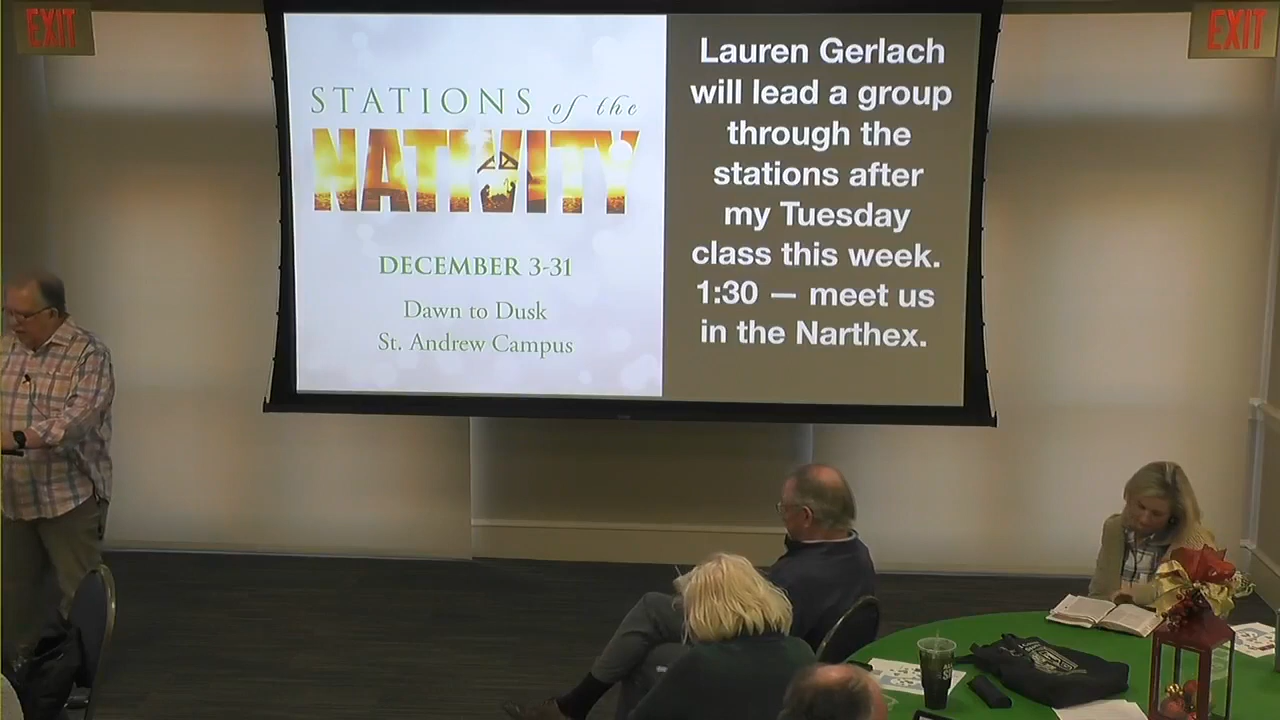 EXIT
EXIT
STATIONS of the
NATIVITY
DECEMBER 3-31
Dawn to Dusk
St. Andrew Campus
Lauren Gerlach
will lead a group
through the
stations after
my Tuesday
class this week.
1:30 — meet us
in the Narthex.